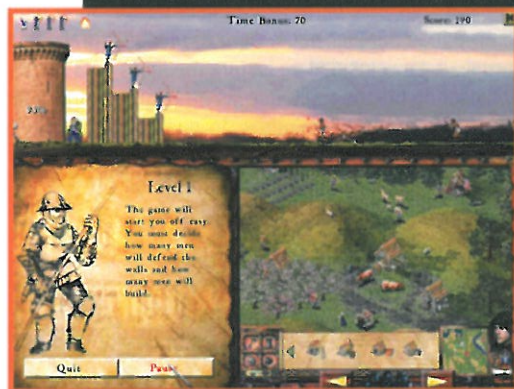 Time Bonus: 70
Score: 290
Level 1
The game will
start you off easy.
You must decide
how many men
will defend the
walls and how
many men will
build.
Quit
Pause